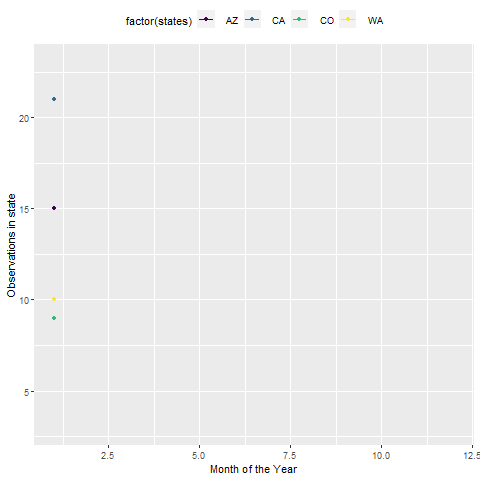 factor(states) AZ CA CO WA
Observations in state
20
15
10
5
2.5 5.0 7.5 10.0 12.5
Month of the Year